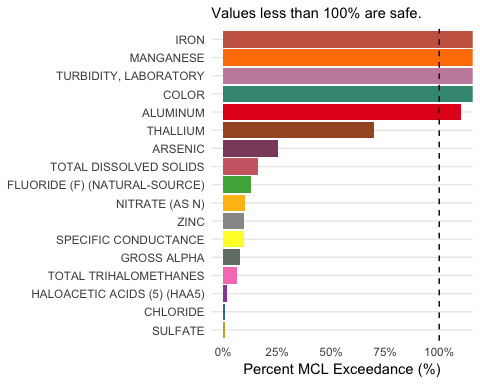 Values less than 100% are safe.
IRON
MANGANESE
TURBIDITY, LABORATORY
COLOR
ALUMINUM
THALLIUM
ARSENIC
TOTAL DISSOLVED SOLIDS
FLUORIDE (F) (NATURAL-SOURCE)
NITRATE (AS N)
ZINC
SPECIFIC CONDUCTANCE
GROSS ALPHA
TOTAL TRIHALOMETHANES
HALOACETIC ACIDS (5) (HAA5)
CHLORIDE
SULFATE
0% 25% 50% 75% 100%
Percent MCL Exceedance (%)